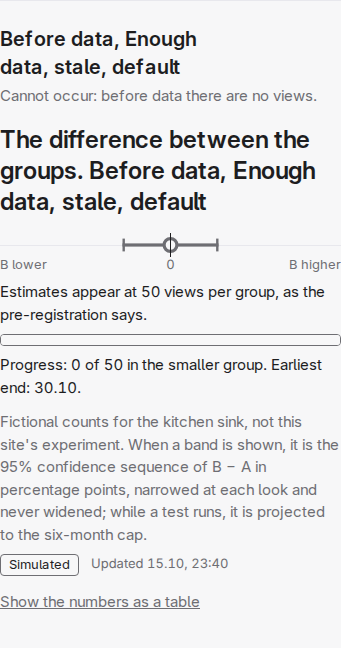 Before data, Enough
data, stale, default
Cannot occur: before data there are no views.
The difference between the
groups. Before data, Enough
data, stale, default
B lower 0 B higher
Estimates appear at 50 views per group, as the
pre-registration says.
Progress: 0 of 50 in the smaller group. Earliest
end: 30.10.
Fictional counts for the kitchen sink, not this
site's experiment. When a band is shown, it is the
95% confidence sequence of B − A in
percentage points, narrowed at each look and
never widened; while a test runs, it is projected
to the six-month cap.
Simulated Updated 15.10, 23:40
Show the numbers as a table